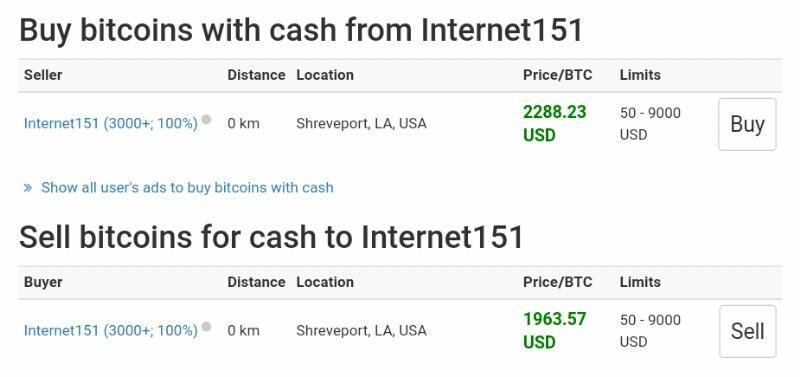 Buy bitcoins with cash from Internet151
Seller Distance Location Price/BTC Limits
Internet151 (3000+; 100%) 0 km Shreveport, LA, USA 2288.23 USD 50 - 9000 USD Buy
» Show all user's ads to buy bitcoins with cash
Sell bitcoins for cash to Internet151
Buyer Distance Location Price/BTC Limits
Internet151 (3000+; 100%) 0 km Shreveport, LA, USA 1963.57 USD 50 - 9000 USD Sell